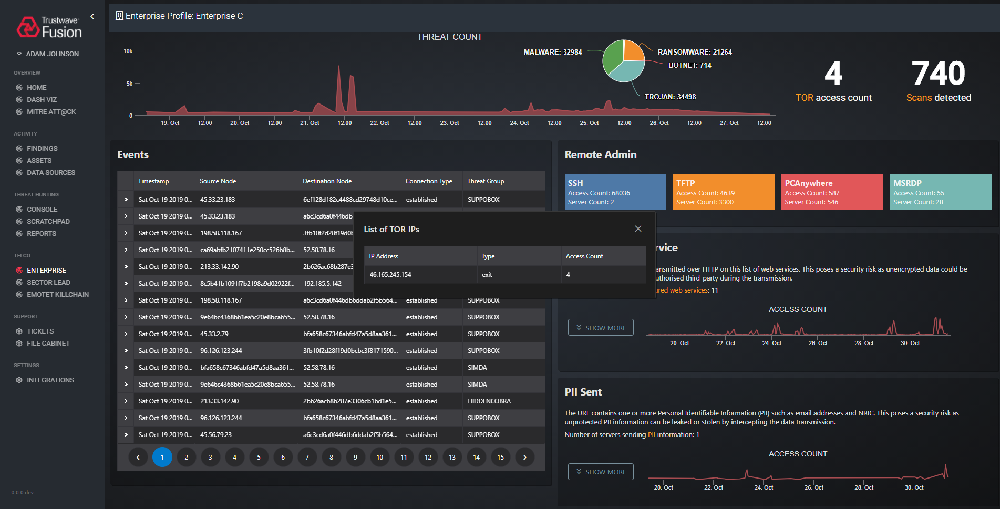 Trustwave
Fusion
ADAM JOHNSON
OVERVIEW
HOME
DASH VIZ
MITRE ATT@CK
ACTIVITY
FINDINGS
ASSETS
DATA SOURCES
THREAT HUNTING
CONSOLE
SCRATCHPAD
REPORTS
TELCO
ENTERPRISE
SECTOR LEAD
EMOTET KILLCHAIN
SUPPORT
TICKETS
FILE CABINET
SETTINGS
INTEGRATIONS
0.0.0-dev
Enterprise Profile: Enterprise C
THREAT COUNT
10k
5k
0
19. Oct 12:00 20. Oct 12:00 21. Oct 12:00 22. Oct 12:00 23. Oct 12:00 24. Oct 12:00 25. Oct 12:00 26. Oct 12:00 27. Oct 12:00
MALWARE: 32984
RANSOMWARE: 21264
BOTNET: 714
TROJAN: 34498
4
TOR access count
740
Scans detected
Events
Timestamp Source Node Destination Node Connection Type Threat Group
Sat Oct 19 2019 0... 45.33.23.183 6ef128d182c4488cd29748d10ce... established SUPPOBOX
Sat Oct 19 2019 0... 45.33.23.183 a6c3cd6a0f446db
Sat Oct 19 2019 0... 198.58.118.167 3fb10f2d28f19d0b
Sat Oct 19 2019 0... ca69abfb2107411e250cc526b8b... 52.58.78.16
Sat Oct 19 2019 0... 213.33.142.90 2b626ac68b287e3
Sat Oct 19 2019 0... 8c5b41b1091f7b2198a9d02922f... 192.185.5.142
Sat Oct 19 2019 0... 198.58.118.167 a6c3cd6a0f446db6ddab2f5b564... established SUPPOBOX
Sat Oct 19 2019 0... 9e646c4368b61ea5c20e8bca655... 52.58.78.16 established SUPPOBOX
Sat Oct 19 2019 0... 45.33.2.79 bfa658c67346abfd47a5d8aa361... established SUPPOBOX
Sat Oct 19 2019 0... 96.126.123.244 3fb10f2d28f19d0bcbc3f8171590... established SUPPOBOX
Sat Oct 19 2019 0... bfa658c67346abfd47a5d8aa361... 52.58.78.16 established SIMDA
Sat Oct 19 2019 0... 9e646c4368b61ea5c20e8bca655... 52.58.78.16 established SIMDA
Sat Oct 19 2019 0... 213.33.142.90 2b626ac68b287e3306cb1bd1e5... established HIDDENCOBRA
Sat Oct 19 2019 0... 96.126.123.244 bfa658c67346abfd47a5d8aa361... established SUPPOBOX
Sat Oct 19 2019 0... 45.56.79.23 a6c3cd6a0f446db6ddab2f5b564... established SUPPOBOX
1 2 3 4 5 6 7 8 9 10 11 12 13 14 15
List of TOR IPs
IP Address Type Access Count
46.165.245.154 exit 4
Remote Admin
SSH
Access Count: 68036
Server Count: 2
TFTP
Access Count: 4639
Server Count: 3300
PCAnywhere
Access Count: 587
Server Count: 546
MSRDP
Access Count: 55
Server Count: 28
rvice
ansmitted over HTTP on this list of web services. This poses a security risk as unencrypted data could be
uthorised third-party during the transmission.
ured web services: 11
ACCESS COUNT
SHOW MORE
20. Oct 22. Oct 24. Oct 26. Oct 28. Oct 30. Oct
PII Sent
The URL contains one or more Personal Identifiable Information (PII) such as email addresses and NRIC. This poses a security risk as
unprotected PII information can be leaked or stolen by intercepting the data transmission.
Number of servers sending PII information: 1
ACCESS COUNT
SHOW MORE
20. Oct 22. Oct 24. Oct 26. Oct 28. Oct 30. Oct